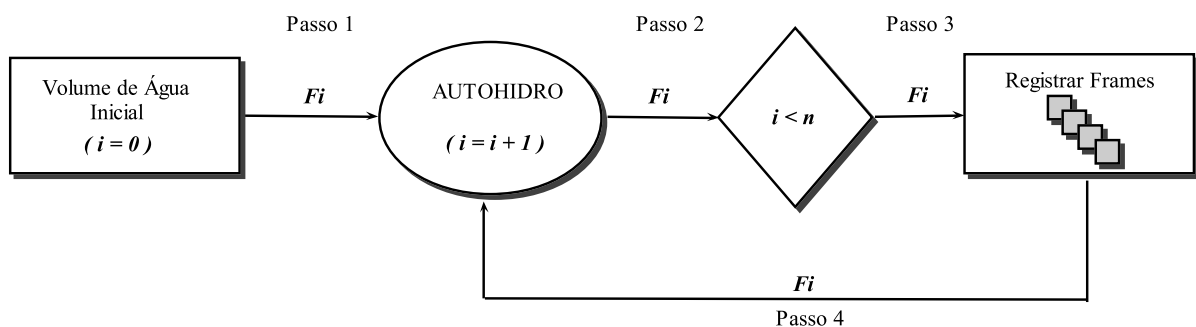 Passo 1
Passo 2
Passo 3
Volume de Água
Inicial
( i = 0 )
Fi
AUTOHIDRO
( i = i + 1 )
Fi
i < n
Fi
Registrar Frames
Fi
Passo 4